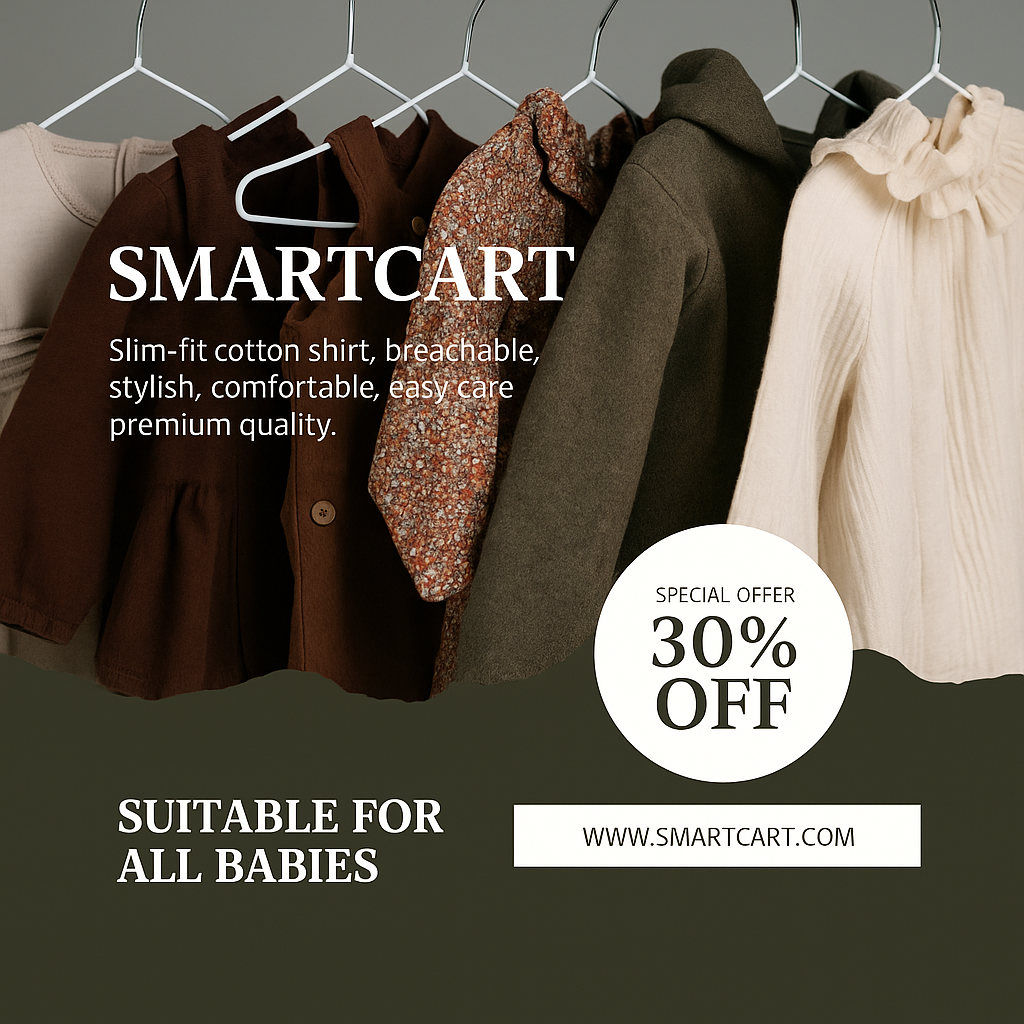 SMARTCART
Slim-fit cotton shirt, breachable,
stylish, comfortable, easy care
premium quality.
SPECIAL OFFER
30%
OFF
SUITABLE FOR
ALL BABIES
WWW.SMARTCART.COM